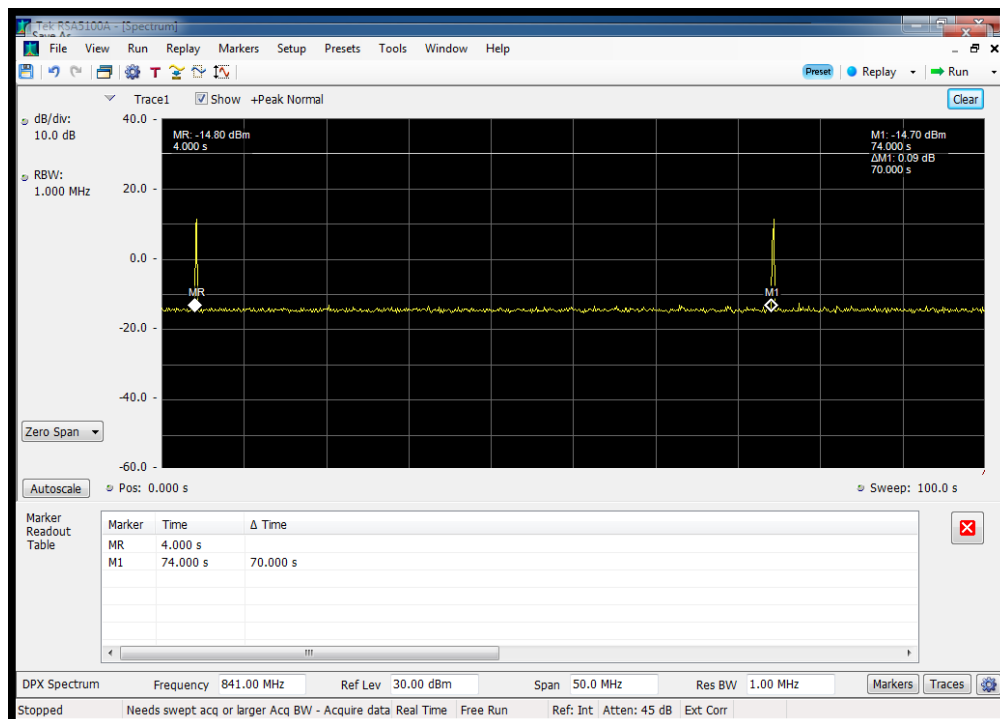 Tek RSA5100A - [Spectrum]
Save As
File View Run Replay Markers Setup Presets Tools Window Help
T Preset Replay Run
Trace1 Show +Peak Normal Clear
dB/div:
10.0 dB
RBW:
1.000 MHz
40.0 -
20.0 -
0.0 -
-20.0 -
-40.0 -
-60.0 -
MR: -14.80 dBm
4.000 s
M1: -14.70 dBm
74.000 s
ΔM1: 0.09 dB
70.000 s
MR M1
Zero Span
Autoscale Pos: 0.000 s Sweep: 100.0 s
Marker
Readout
Table
Marker Time Δ Time
MR 4.000 s
M1 74.000 s 70.000 s
DPX Spectrum Frequency 841.00 MHz Ref Lev 30.00 dBm Span 50.0 MHz Res BW 1.00 MHz Markers Traces
Stopped Needs swept acq or larger Acq BW - Acquire data Real Time Free Run Ref: Int Atten: 45 dB Ext Corr